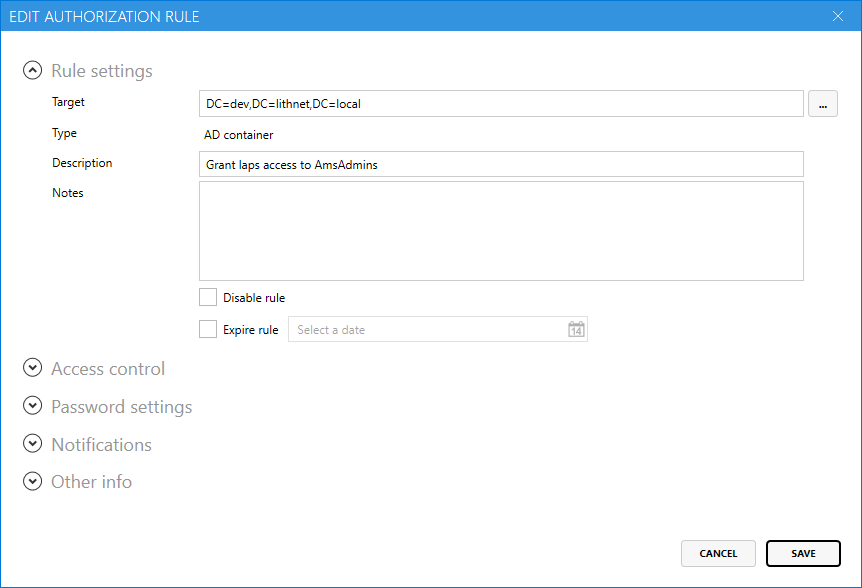 EDIT AUTHORIZATION RULE
Rule settings
Target DC=dev,DC=lithnet,DC=local ...
Type AD container
Description Grant laps access to AmsAdmins
Notes
Disable rule
Expire rule Select a date 14
Access control
Password settings
Notifications
Other info
CANCEL SAVE